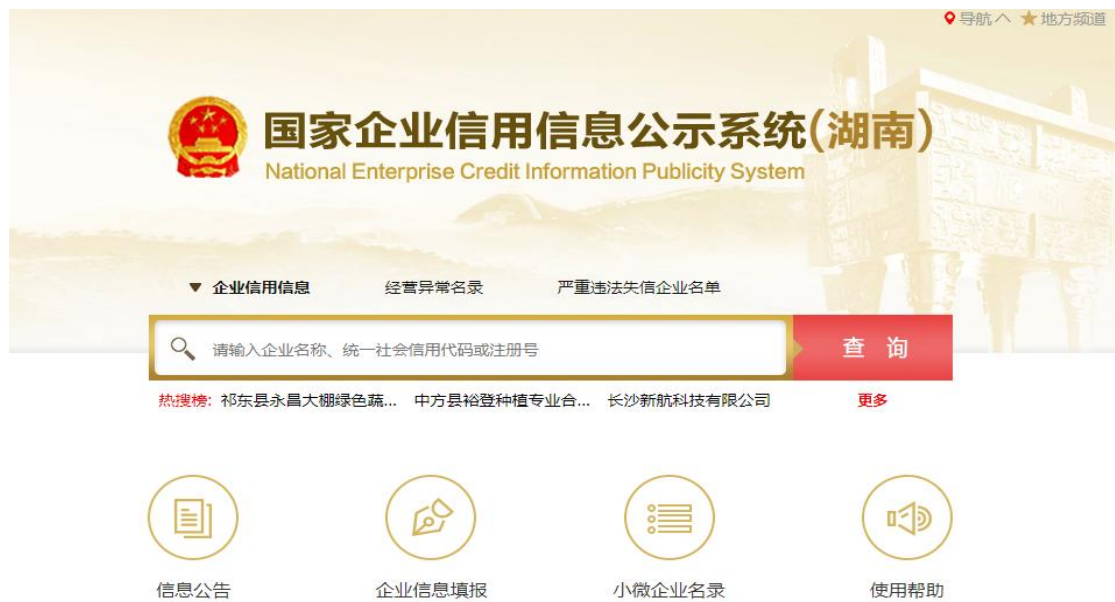 导航 地方频道
国家企业信用信息公示系统(湖南)
National Enterprise Credit Information Publicity System
企业信用信息 经营异常名录 严重违法失信企业名单
请输入企业名称、统一社会信用代码或注册号 查 询
热搜榜: 祁东县永昌大棚绿色蔬... 中方县裕登种植专业合... 长沙新航科技有限公司 更多
信息公告 企业信息填报 小微企业名录 使用帮助